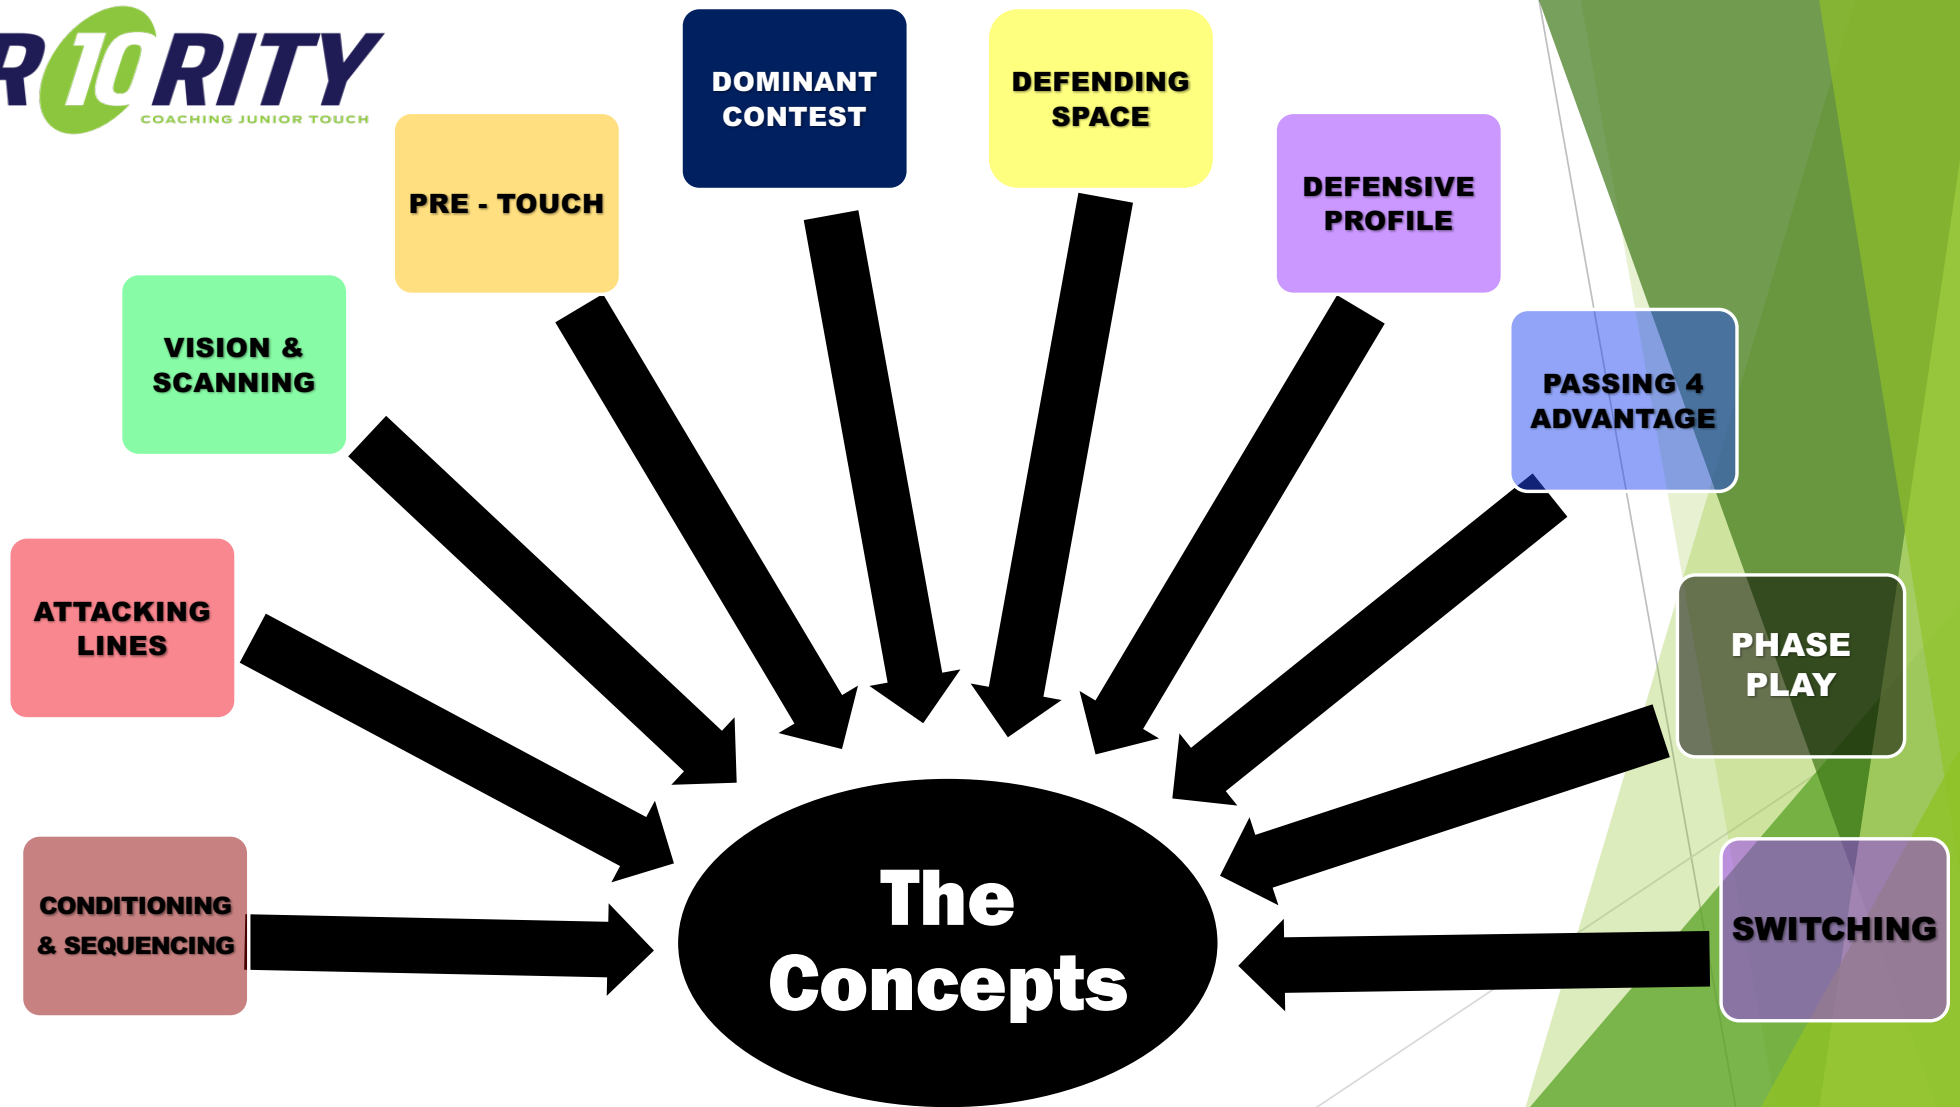 R10RITY
COACHING JUNIOR TOUCH
DOMINANT
CONTEST
DEFENDING
SPACE
PRE - TOUCH
DEFENSIVE
PROFILE
VISION &
SCANNING
PASSING 4
ADVANTAGE
ATTACKING
LINES
PHASE
PLAY
CONDITIONING
& SEQUENCING
SWITCHING
The
Concepts